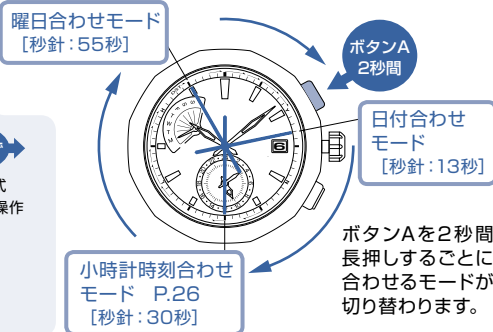 曜日合わせモード
[秒針：55秒]
ボタンA
2秒間
日付合わせ
モード
[秒針：13秒]
6
式
操作
小時計時刻合わせ
モード P.26
[秒針：30秒]
ボタンAを2秒間
長押しするごとに
合わせるモードが
切り替わります。